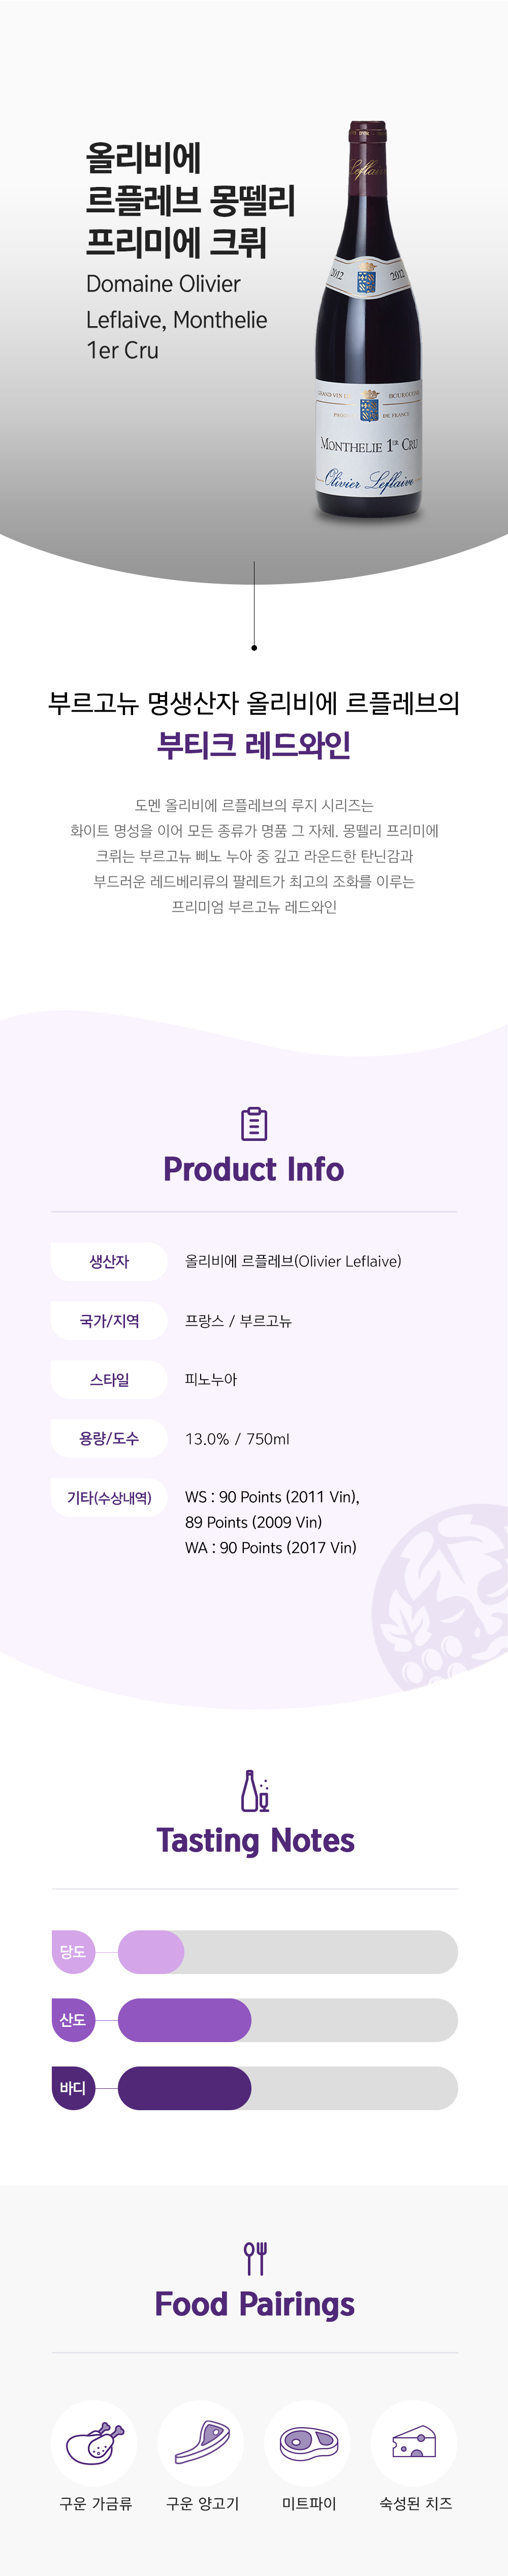 올리비에
르플레브 몽뗄리
프리미에 크뤼
Domaine Olivier
Leflaive, Monthelie
1er Cru
Leflaive
2012
2012
GRAND VIN DE BOURGOGNE
PRODUIT DE FRANCE
MONTHELIE 1ER CRU
Olivier Leflaive
부르고뉴 명생산자 올리비에 르플레브의
부티크 레드와인
도멘 올리비에 르플레브의 루지 시리즈는
화이트 명성을 이어 모든 종류가 명품 그 자체. 몽뗄리 프리미에
크뤼는 부르고뉴 삐노 누아 중 깊고 라운드한 탄닌감과
부드러운 레드베리류의 팔레트가 최고의 조화를 이루는
프리미엄 부르고뉴 레드와인
Product Info
생산자 올리비에 르플레브(Olivier Leflaive)
국가/지역 프랑스 / 부르고뉴
스타일 피노누아
용량/도수 13.0% / 750ml
기타(수상내역) WS : 90 Points (2011 Vin),
89 Points (2009 Vin)
WA : 90 Points (2017 Vin)
Tasting Notes
당도
산도
바디
Food Pairings
구운 가금류 구운 양고기 미트파이 숙성된 치즈